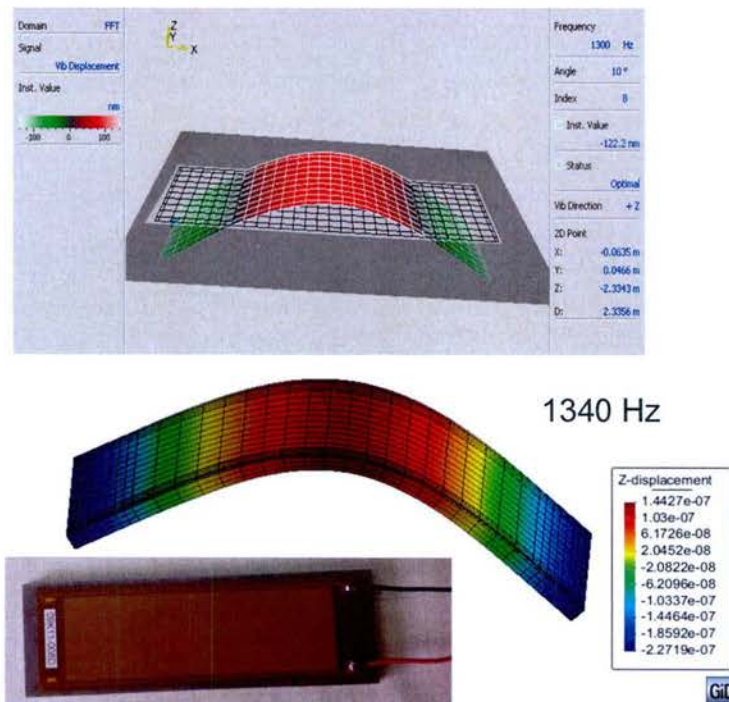 Domain FFT
Signal
Vib Displacement
Inst. Value
nm
-100 0 100
Z
Y
X
Frequency
1300 Hz
Angle 10 °
Index 8
Inst. Value
-122.2 nm
Status
Optimal
Vib Direction +Z
2D Point
X: -0.0635 m
Y: 0.0466 m
Z: -2.3343 m
D: 2.3356 m
1340 Hz
Z-displacement
1.4427e-07
1.03e-07
6.1726e-08
2.0452e-08
-2.0822e-08
-6.2096e-08
-1.0337e-07
-1.4464e-07
-1.8592e-07
-2.2719e-07
GiD